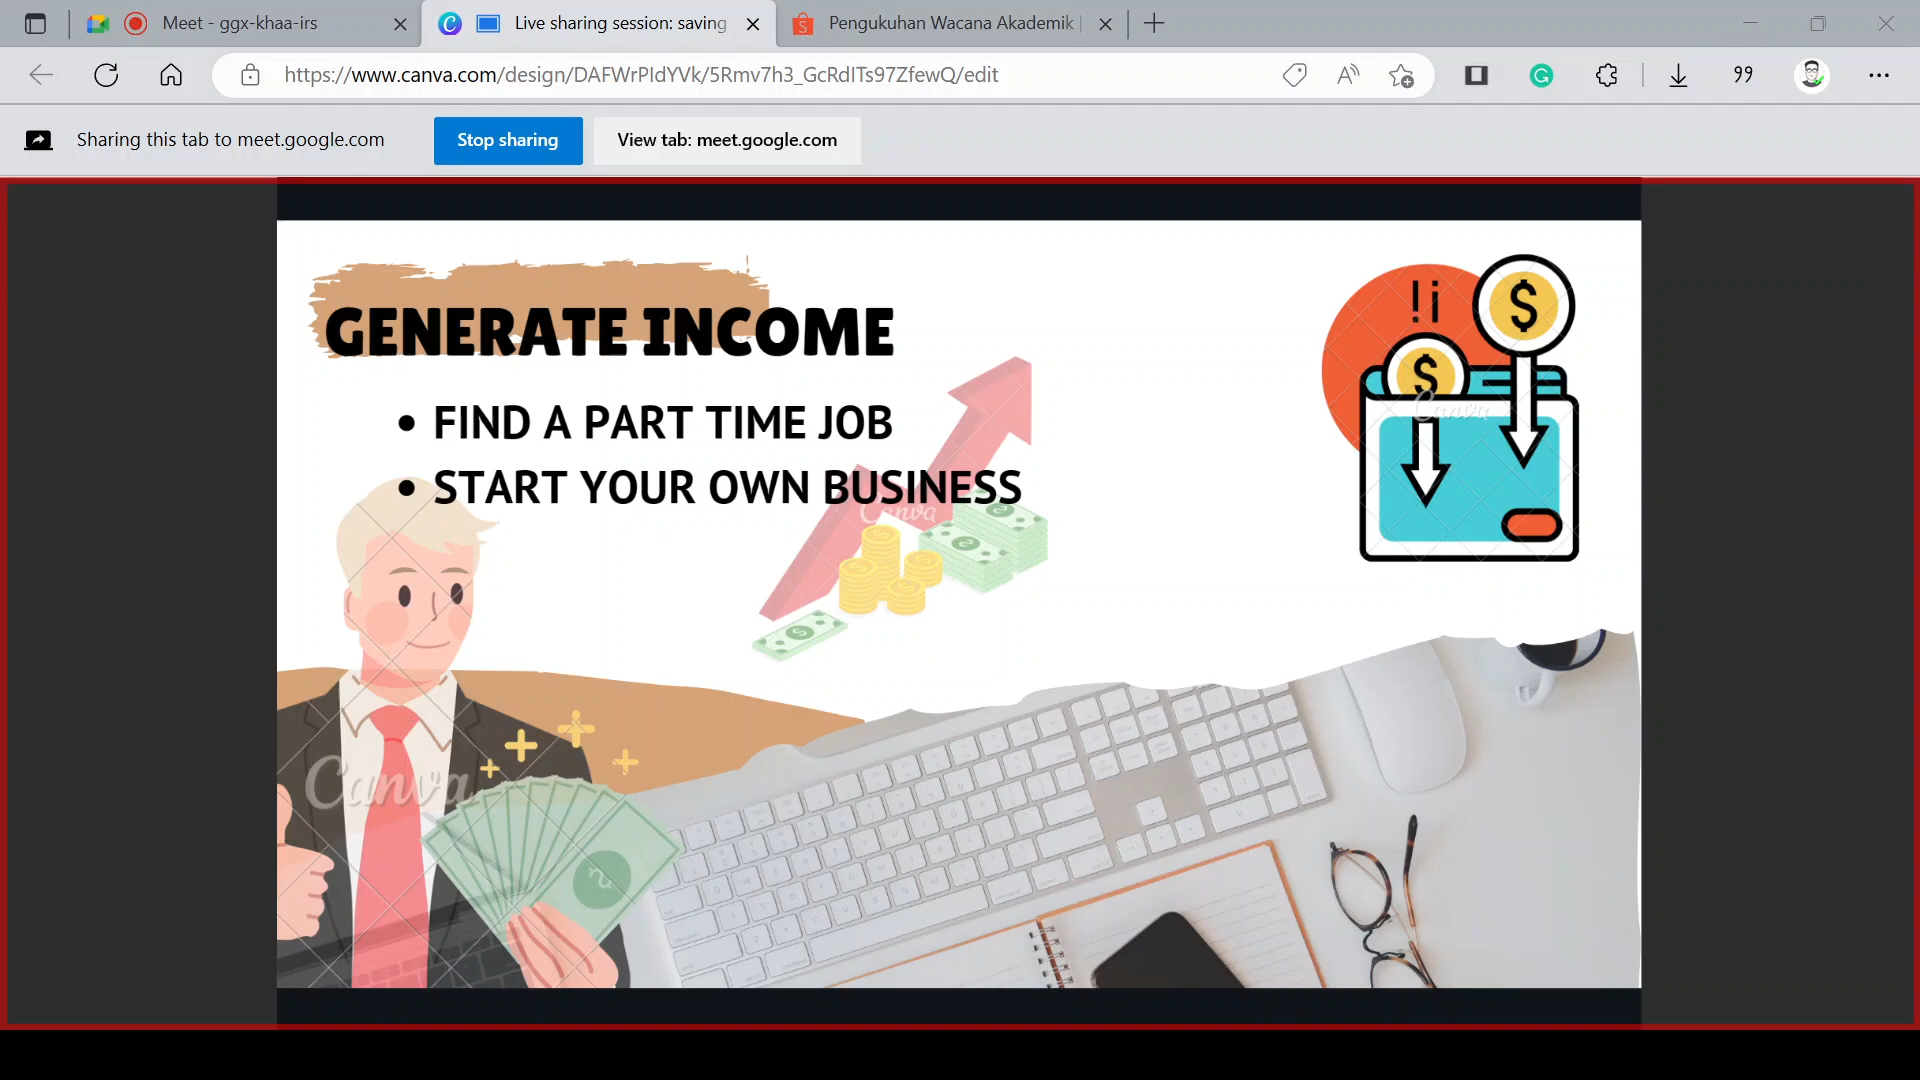 Meet - ggx-khaa-irs
Live sharing session: saving
Pengukuhan Wacana Akademik |
https://www.canva.com/design/DAFWrPIdYVk/5Rmv7h3_GcRdITs97ZfewQ/edit
Sharing this tab to meet.google.com
Stop sharing
View tab: meet.google.com
GENERATE INCOME
• FIND A PART TIME JOB
• START YOUR OWN BUSINESS
Canva
Canva
Canva